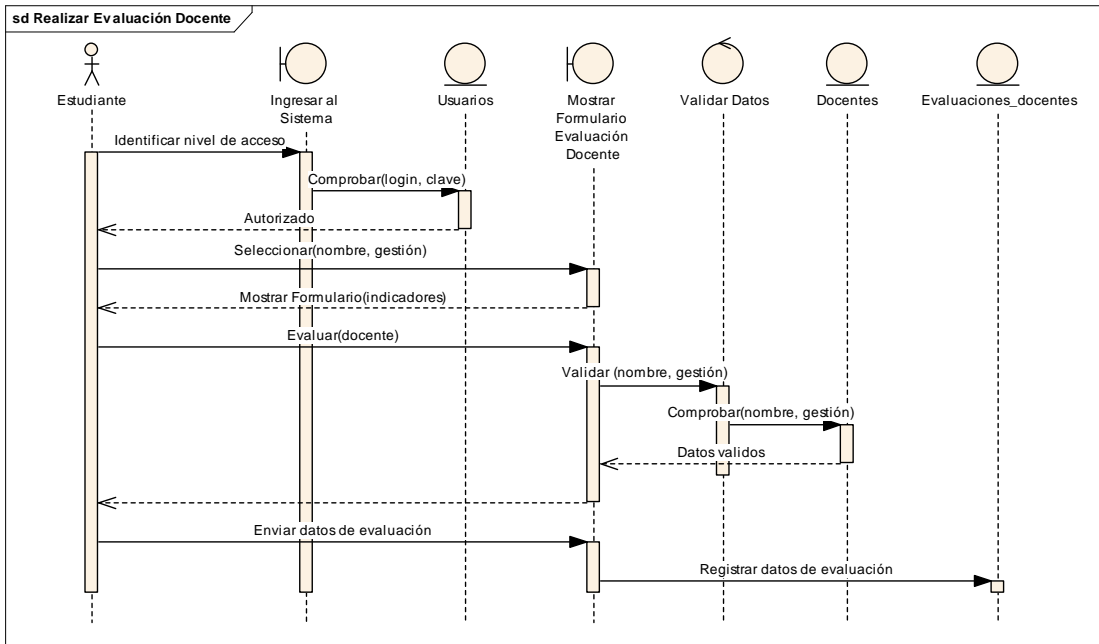 sd Realizar Evaluación Docente
Estudiante
Ingresar al
Sistema
Usuarios
Mostrar
Formulario
Evaluación
Docente
Validar Datos
Docentes
Evaluaciones_docentes
Identificar nivel de acceso
Comprobar(login, clave)
Autorizado
Seleccionar(nombre, gestión)
Mostrar Formulario(indicadores)
Evaluar(docente)
Validar (nombre, gestión)
Comprobar(nombre, gestión)
Datos validos
Enviar datos de evaluación
Registrar datos de evaluación